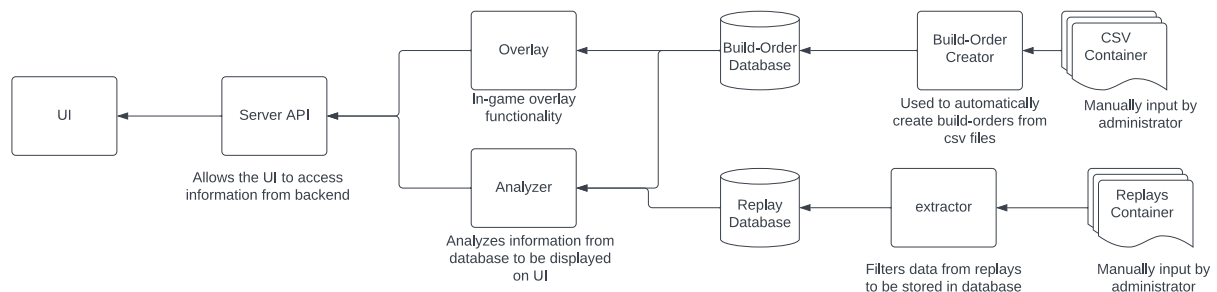 UI
Server API
Allows the UI to access
information from backend
Overlay
In-game overlay
functionality
Analyzer
Analyzes information from
database to be displayed
on UI
Build-Order
Database
Replay
Database
Build-Order
Creator
Used to automatically
create build-orders from
csv files
extractor
Filters data from replays
to be stored in database
CSV
Container
Manually input by
administrator
Replays
Container
Manually input by
administrator